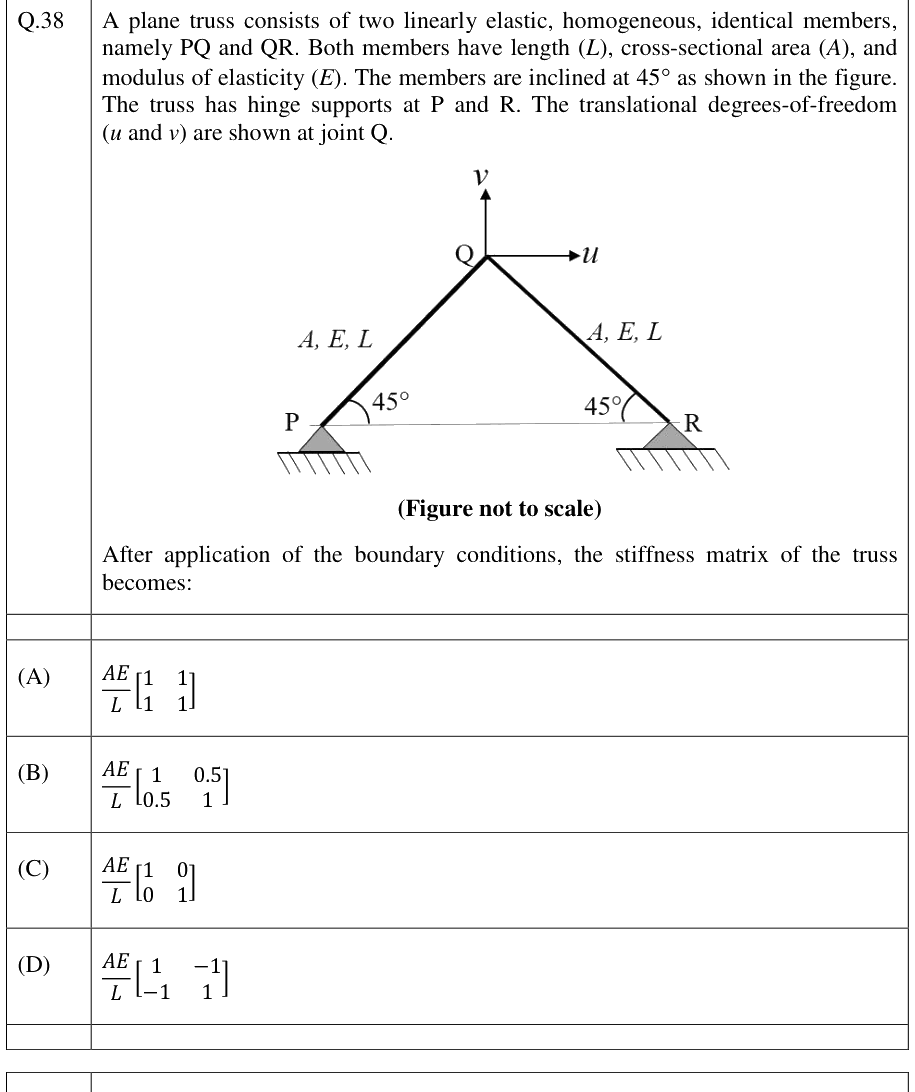 Q.38 A plane truss consists of two linearly elastic, homogeneous, identical members,
namely PQ and QR. Both members have length (L), cross-sectional area (A), and
modulus of elasticity (E). The members are inclined at 45° as shown in the figure.
The truss has hinge supports at P and R. The translational degrees-of-freedom
(u and v) are shown at joint Q.
v
Q u
A, E, L A, E, L
45° 45°
P R
(Figure not to scale)
After application of the boundary conditions, the stiffness matrix of the truss
becomes:
(A) AE/L [1 1
1 1]
(B) AE/L [1 0.5
0.5 1]
(C) AE/L [1 0
0 1]
(D) AE/L [1 −1
−1 1]